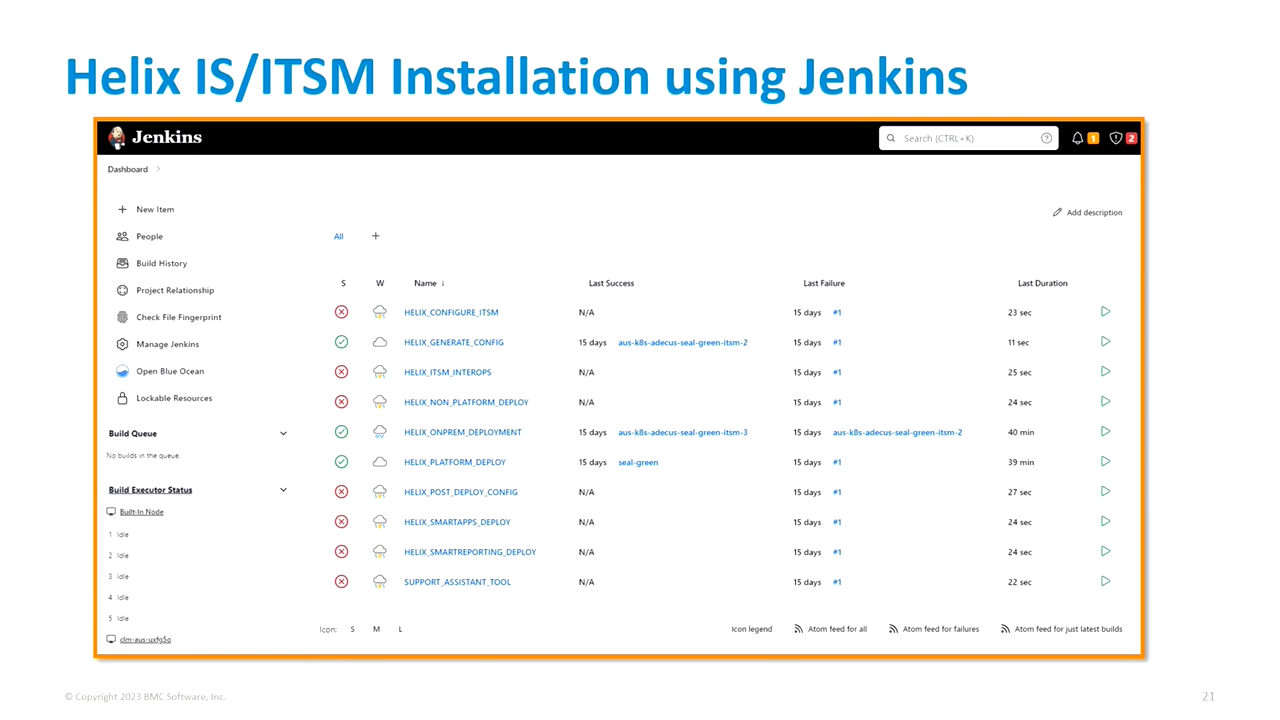 Helix IS/ITSM Installation using Jenkins
Jenkins
Search (CTRL+K)
1
2
Dashboard
New Item
Add description
People
All
Build History
Project Relationship
Check File Fingerprint
Manage Jenkins
Open Blue Ocean
Lockable Resources
Build Queue
No builds in the queue.
Build Executor Status
Built-In Node
1 Idle
2 Idle
3 Idle
4 Idle
5 Idle
clm-aus-uxfg5o
S W Name ↓ Last Success Last Failure Last Duration
HELIX_CONFIGURE_ITSM N/A 15 days #1 23 sec
HELIX_GENERATE_CONFIG 15 days aus-k8s-adecus-seal-green-itsm-2 15 days #1 11 sec
HELIX_ITSM_INTEROPS N/A 15 days #1 25 sec
HELIX_NON_PLATFORM_DEPLOY N/A 15 days #1 24 sec
HELIX_ONPREM_DEPLOYMENT 15 days aus-k8s-adecus-seal-green-itsm-3 15 days aus-k8s-adecus-seal-green-itsm-2 40 min
HELIX_PLATFORM_DEPLOY 15 days seal-green 15 days #1 39 min
HELIX_POST_DEPLOY_CONFIG N/A 15 days #1 27 sec
HELIX_SMARTAPPS_DEPLOY N/A 15 days #1 24 sec
HELIX_SMARTREPORTING_DEPLOY N/A 15 days #1 24 sec
SUPPORT_ASSISTANT_TOOL N/A 15 days #1 22 sec
Icon: S M L Icon legend Atom feed for all Atom feed for failures Atom feed for just latest builds
© Copyright 2023 BMC Software, Inc.
21